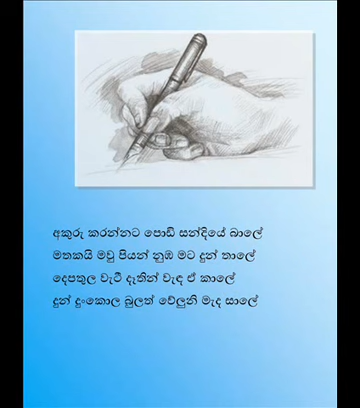 අකුරු කරන්නට පොඩි සන්දියේ බාලේ
මතකයි මවු පියන් නුඹ මට දුන් තාලේ
දෙපතුල වැටී දෑතින් වැඳ ඒ කාලේ
දුන් දුංකොල බුලත් වේලුනි මැද සාලේ